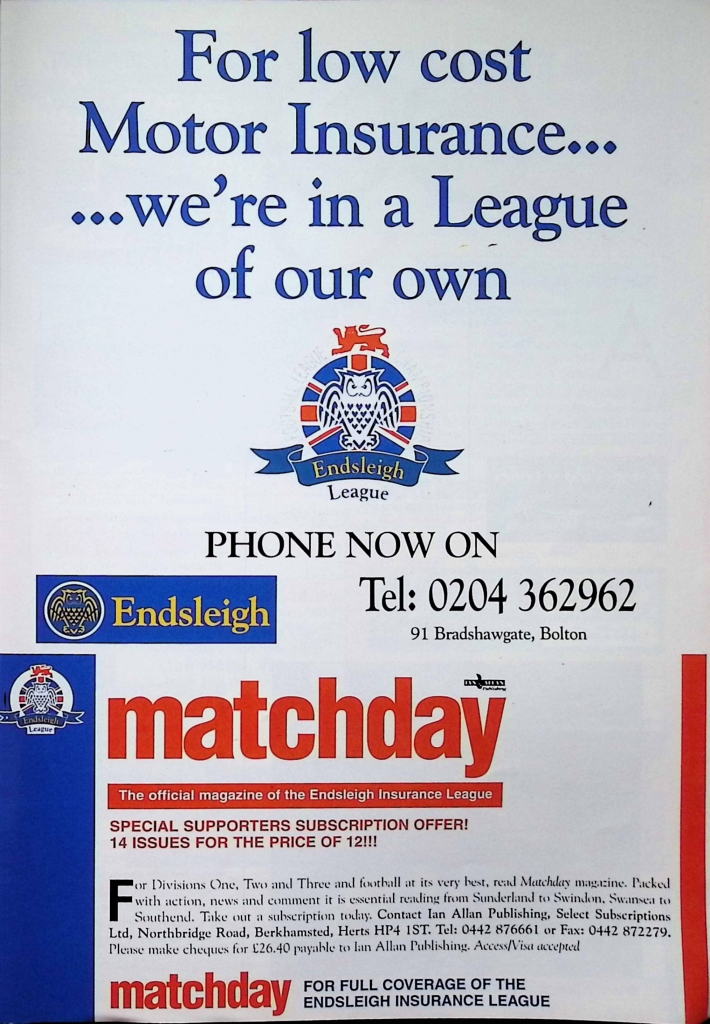 For low cost
Motor Insurance...
...we're in a League
of our own
Endsleigh
League
PHONE NOW ON
Endsleigh
Tel: 0204 362962
91 Bradshawgate, Bolton
Endsleigh
League
IAN ALLAN
Publishing
matchday
The official magazine of the Endsleigh Insurance League
SPECIAL SUPPORTERS SUBSCRIPTION OFFER!
14 ISSUES FOR THE PRICE OF 12!!!
For Divisions One, Two and Three and football at its very best, read Matchday magazine. Packed
with action, news and comment it is essential reading from Sunderland to Swindon, Swansea to
Southend. Take out a subscription today. Contact Ian Allan Publishing, Select Subscriptions
Ltd, Northbridge Road, Berkhamsted, Herts HP4 1ST. Tel: 0442 876661 or Fax: 0442 872279.
Please make cheques for £26.40 payable to Ian Allan Publishing. Access/Visa accepted
matchday
FOR FULL COVERAGE OF THE
ENDSLEIGH INSURANCE LEAGUE